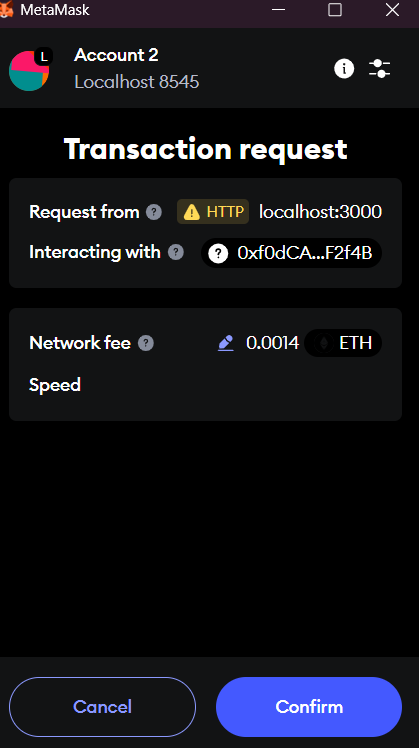 MetaMask
L
Account 2
Localhost 8545
Transaction request
Request from ? HTTP localhost:3000
Interacting with ? ? 0xf0dCA...F2f4B
Network fee ? 0.0014 ETH
Speed
Cancel Confirm